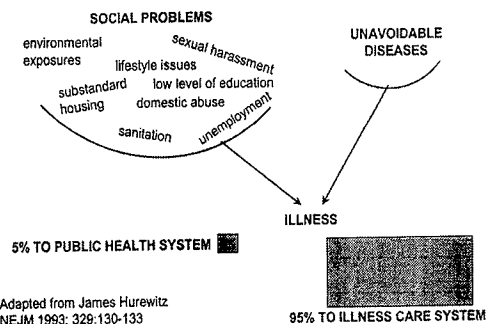 SOCIAL PROBLEMS
environmental
exposures
sexual harassment
lifestyle issues
substandard
housing
low level of education
domestic abuse
sanitation
unemployment
UNAVOIDABLE
DISEASES
ILLNESS
5% TO PUBLIC HEALTH SYSTEM
95% TO ILLNESS CARE SYSTEM
Adapted from James Hurewitz
NEJM 1993; 329:130-133